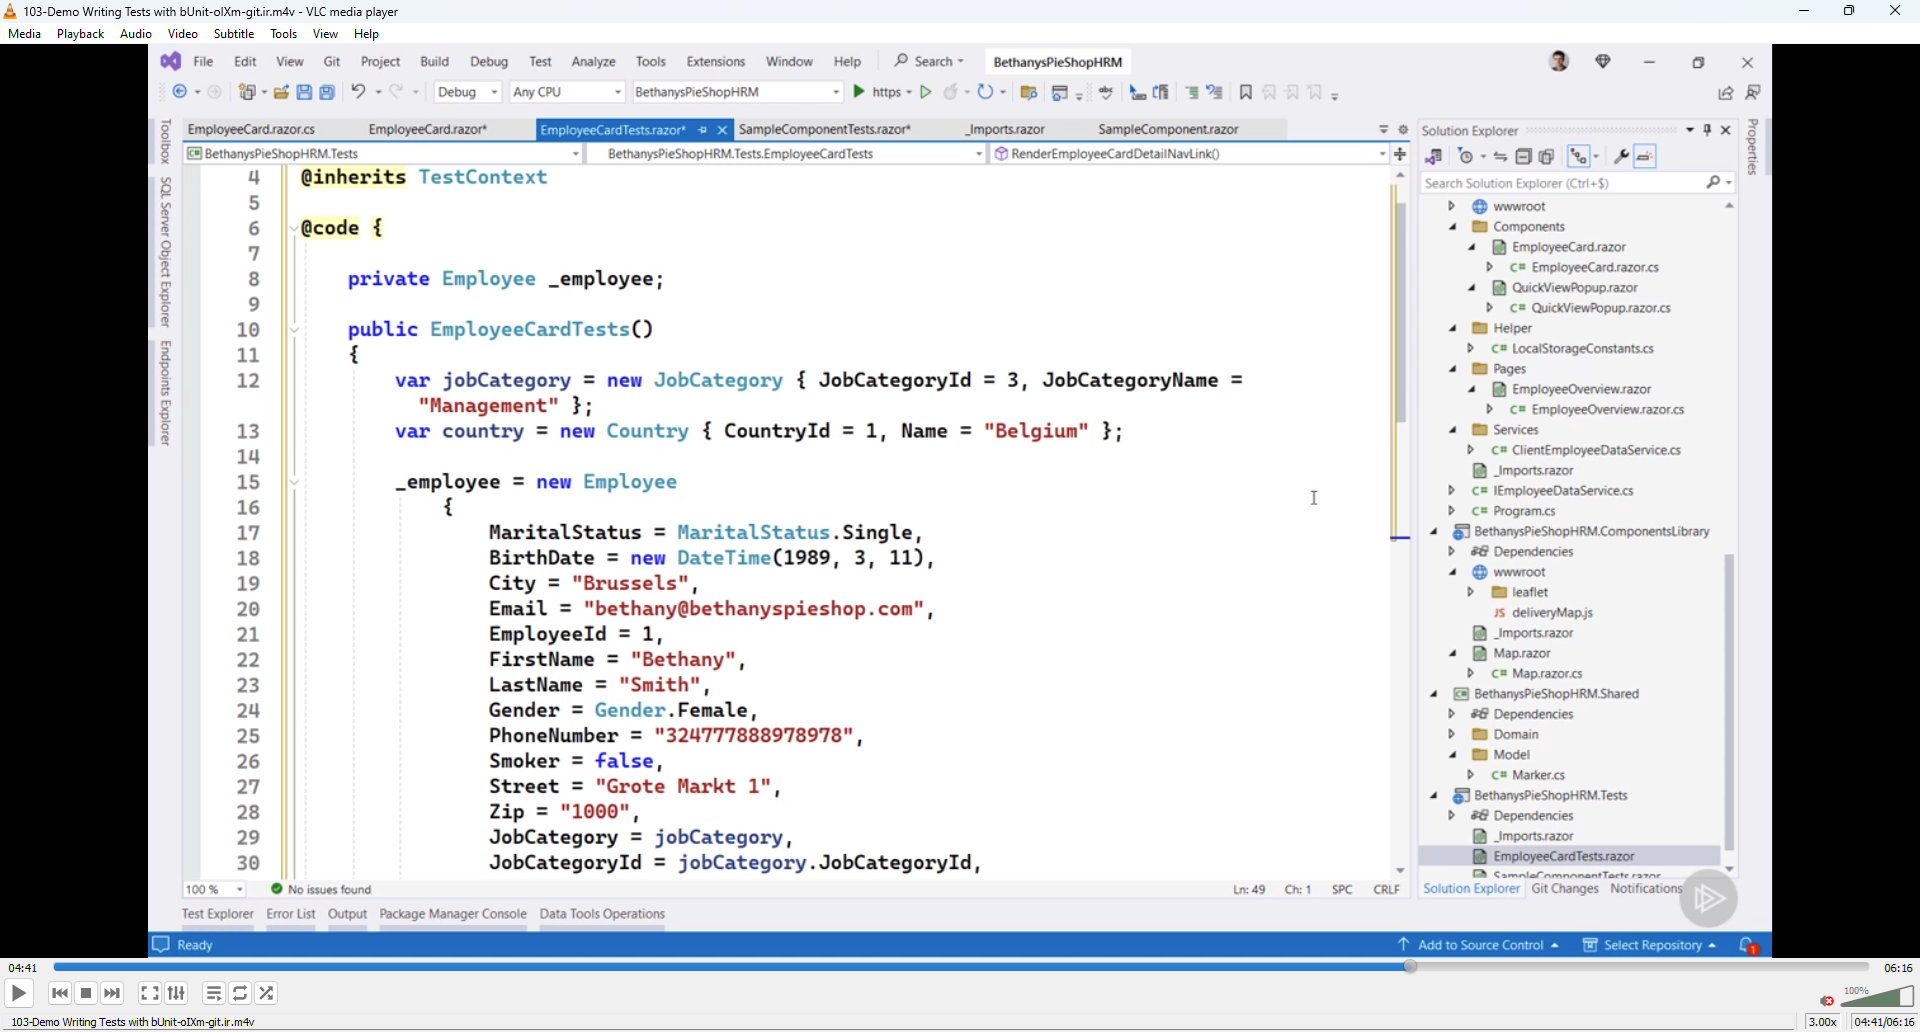 103-Demo Writing Tests with bUnit-oIXm-git.ir.m4v - VLC media player
Media Playback Audio Video Subtitle Tools View Help
File Edit View Git Project Build Debug Test Analyze Tools Extensions Window Help Search BethanysPieShopHRM
Debug Any CPU BethanysPieShopHRM https
Toolbox
SQL Server Object Explorer
Endpoints Explorer
EmployeeCard.razor.cs EmployeeCard.razor* EmployeeCardTests.razor* SampleComponentTests.razor* _Imports.razor SampleComponent.razor
BethanysPieShopHRM.Tests BethanysPieShopHRM.Tests.EmployeeCardTests RenderEmployeeCardDetailNavLink()
4 @inherits TestContext
5
6 @code {
7
8 private Employee _employee;
9
10 public EmployeeCardTests()
11 {
12 var jobCategory = new JobCategory { JobCategoryId = 3, JobCategoryName =
"Management" };
13 var country = new Country { CountryId = 1, Name = "Belgium" };
14
15 _employee = new Employee
16 {
17 MaritalStatus = MaritalStatus.Single,
18 BirthDate = new DateTime(1989, 3, 11),
19 City = "Brussels",
20 Email = "bethany@bethanyspieshop.com",
21 EmployeeId = 1,
22 FirstName = "Bethany",
23 LastName = "Smith",
24 Gender = Gender.Female,
25 PhoneNumber = "324777888978978",
26 Smoker = false,
27 Street = "Grote Markt 1",
28 Zip = "1000",
29 JobCategory = jobCategory,
30 JobCategoryId = jobCategory.JobCategoryId,
100 % No issues found Ln: 49 Ch: 1 SPC CRLF
Solution Explorer
Search Solution Explorer (Ctrl+$)
wwwroot
Components
EmployeeCard.razor
C# EmployeeCard.razor.cs
QuickViewPopup.razor
C# QuickViewPopup.razor.cs
Helper
C# LocalStorageConstants.cs
Pages
EmployeeOverview.razor
C# EmployeeOverview.razor.cs
Services
C# ClientEmployeeDataService.cs
_Imports.razor
C# IEmployeeDataService.cs
C# Program.cs
BethanysPieShopHRM.ComponentsLibrary
Dependencies
wwwroot
leaflet
JS deliveryMap.js
_Imports.razor
Map.razor
C# Map.razor.cs
BethanysPieShopHRM.Shared
Dependencies
Domain
Model
C# Marker.cs
BethanysPieShopHRM.Tests
Dependencies
_Imports.razor
EmployeeCardTests.razor
SampleComponentTests.razor
Solution Explorer Git Changes Notifications
Properties
Test Explorer Error List Output Package Manager Console Data Tools Operations
Ready Add to Source Control Select Repository 1
04:41 06:16
100%
103-Demo Writing Tests with bUnit-oIXm-git.ir.m4v 3.00x 04:41/06:16